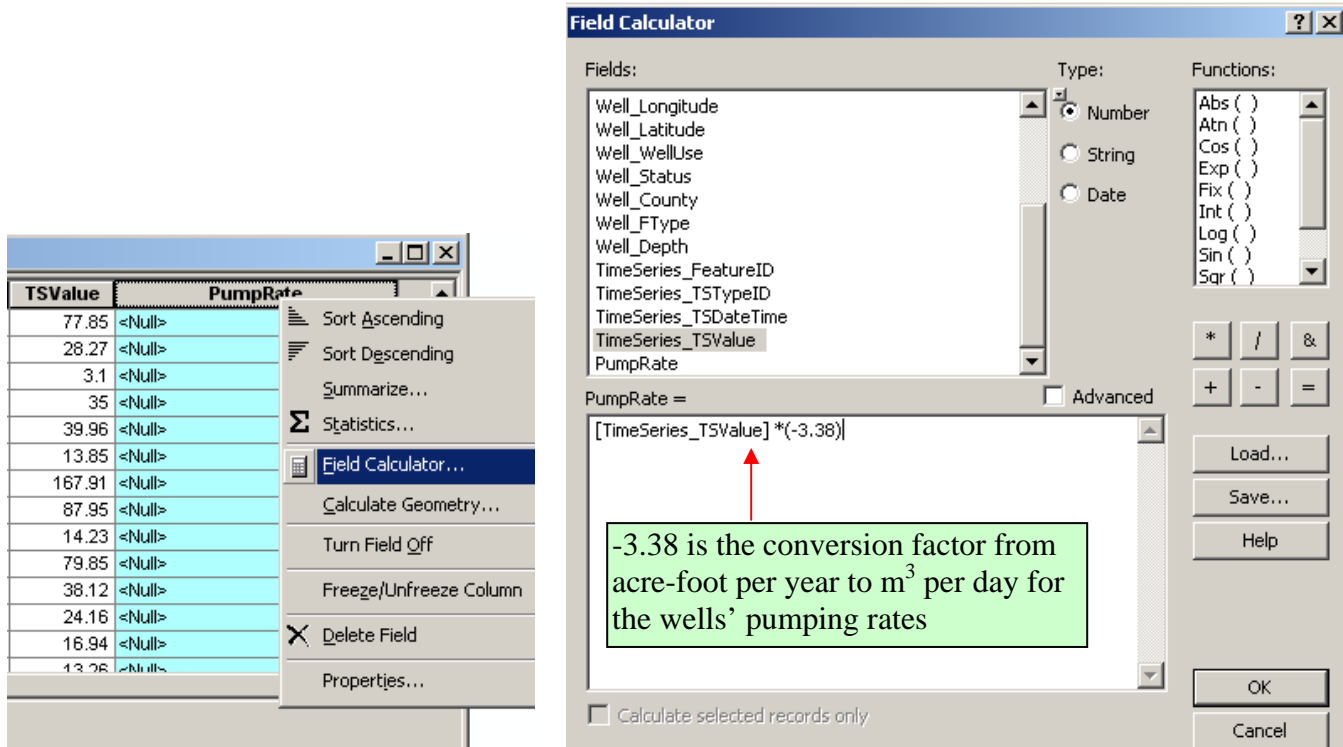 TSValue PumpRate
77.85 <Null>
28.27 <Null>
3.1 <Null>
35 <Null>
39.96 <Null>
13.85 <Null>
167.91 <Null>
87.95 <Null>
14.23 <Null>
79.85 <Null>
38.12 <Null>
24.16 <Null>
16.94 <Null>
13.26 <Null>
Sort Ascending
Sort Descending
Summarize...
Σ Statistics...
Field Calculator...
Calculate Geometry...
Turn Field Off
Freeze/Unfreeze Column
Delete Field
Properties...
Field Calculator
Fields:
Well_Longitude
Well_Latitude
Well_WellUse
Well_Status
Well_County
Well_FType
Well_Depth
TimeSeries_FeatureID
TimeSeries_TSTypeID
TimeSeries_TSDateTime
TimeSeries_TSValue
PumpRate
Type:
Number
String
Date
Functions:
Abs ( )
Atn ( )
Cos ( )
Exp ( )
Fix ( )
Int ( )
Log ( )
Sin ( )
Sqr ( )
* / &
+ - =
PumpRate =
Advanced
[TimeSeries_TSValue] *(-3.38)
-3.38 is the conversion factor from
acre-foot per year to m³ per day for
the wells’ pumping rates
Load...
Save...
Help
Calculate selected records only
OK
Cancel